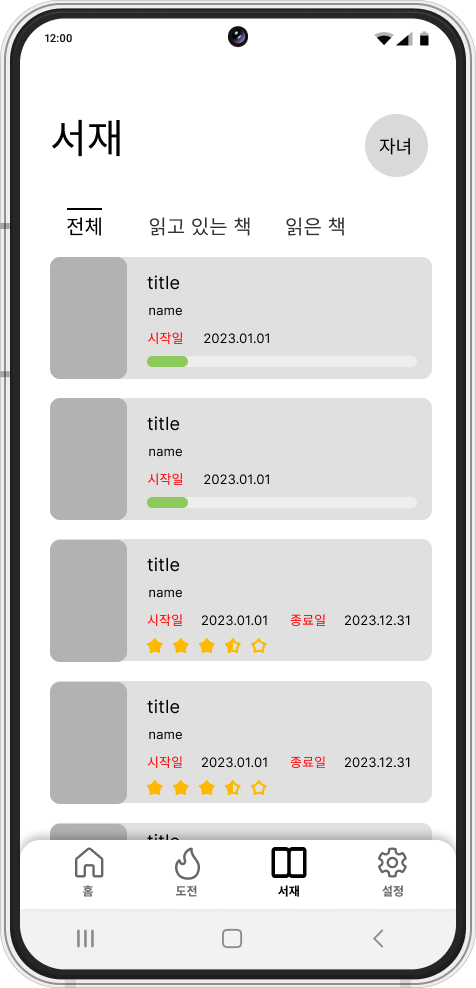 12:00
서재
자녀
전체 읽고 있는 책 읽은 책
title
name
시작일 2023.01.01
title
name
시작일 2023.01.01
title
name
시작일 2023.01.01 종료일 2023.12.31
title
name
시작일 2023.01.01 종료일 2023.12.31
title
홈 도전 서재 설정